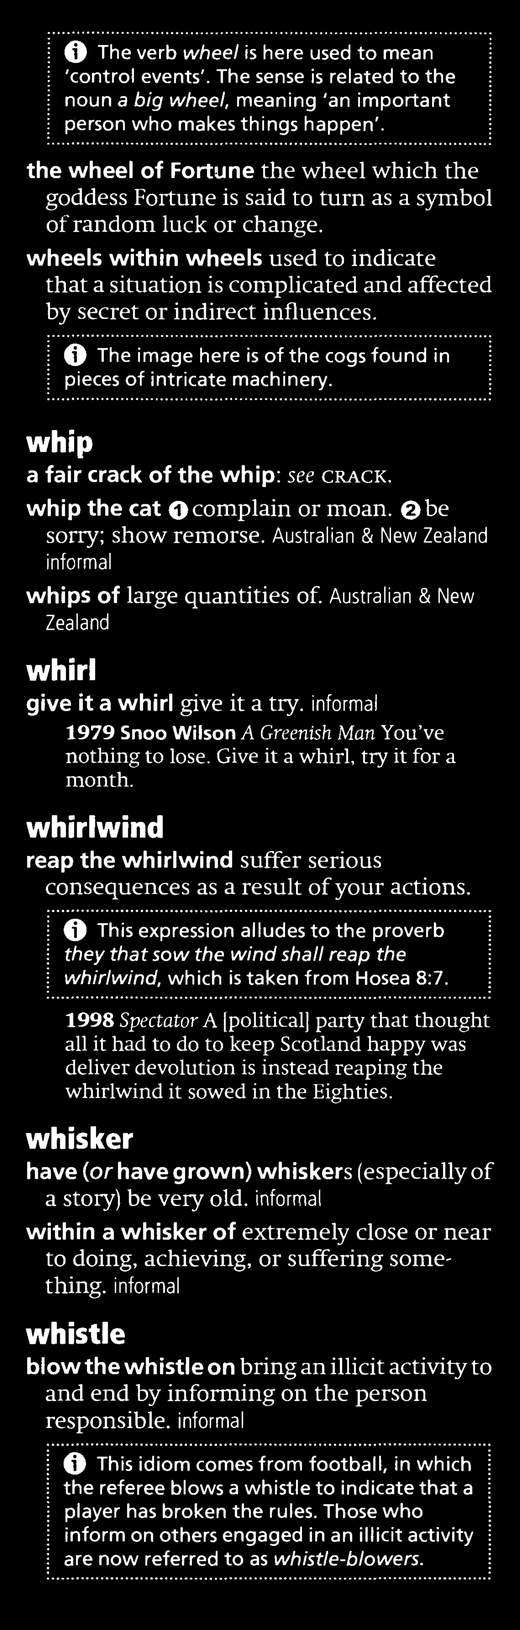 ⓘ The verb wheel is here used to mean
'control events'. The sense is related to the
noun a big wheel, meaning 'an important
person who makes things happen'.
the wheel of Fortune the wheel which the
goddess Fortune is said to turn as a symbol
of random luck or change.
wheels within wheels used to indicate
that a situation is complicated and affected
by secret or indirect influences.
ⓘ The image here is of the cogs found in
pieces of intricate machinery.
whip
a fair crack of the whip: see CRACK.
whip the cat ❶ complain or moan. ❷ be
sorry; show remorse. Australian & New Zealand
informal
whips of large quantities of. Australian & New
Zealand
whirl
give it a whirl give it a try. informal
1979 Snoo Wilson A Greenish Man You've
nothing to lose. Give it a whirl, try it for a
month.
whirlwind
reap the whirlwind suffer serious
consequences as a result of your actions.
ⓘ This expression alludes to the proverb
they that sow the wind shall reap the
whirlwind, which is taken from Hosea 8:7.
1998 Spectator A [political] party that thought
all it had to do to keep Scotland happy was
deliver devolution is instead reaping the
whirlwind it sowed in the Eighties.
whisker
have (or have grown) whiskers (especially of
a story) be very old. informal
within a whisker of extremely close or near
to doing, achieving, or suffering some-
thing. informal
whistle
blow the whistle on bring an illicit activity to
and end by informing on the person
responsible. informal
ⓘ This idiom comes from football, in which
the referee blows a whistle to indicate that a
player has broken the rules. Those who
inform on others engaged in an illicit activity
are now referred to as whistle-blowers.